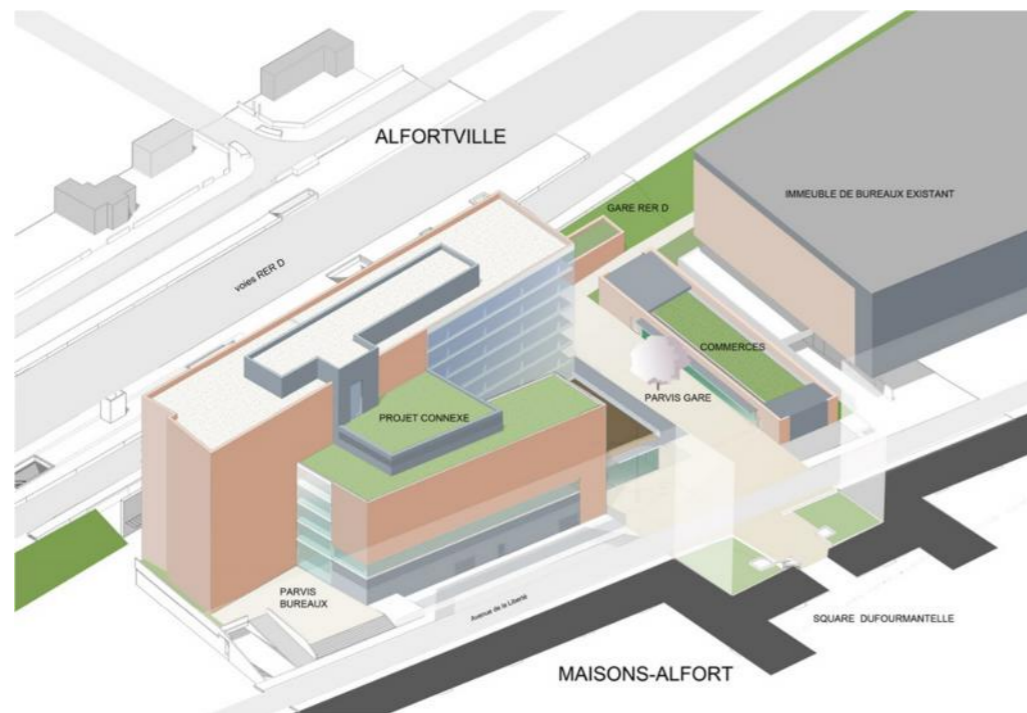 ALFORTVILLE
IMMEUBLE DE BUREAUX EXISTANT
GARE RER D
voies RER D
COMMERCES
PARVIS GARE
PROJET CONNEXE
PARVIS
BUREAUX
Avenue de la Liberté
SQUARE DUFOURMANTELLE
MAISONS-ALFORT